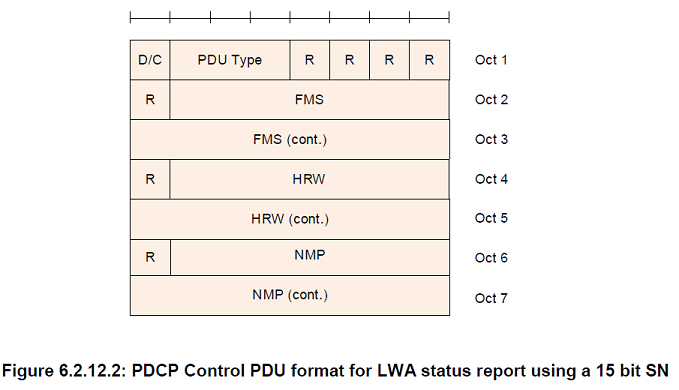 D/C PDU Type R R R R Oct 1
R FMS Oct 2
FMS (cont.) Oct 3
R HRW Oct 4
HRW (cont.) Oct 5
R NMP Oct 6
NMP (cont.) Oct 7
Figure 6.2.12.2: PDCP Control PDU format for LWA status report using a 15 bit SN